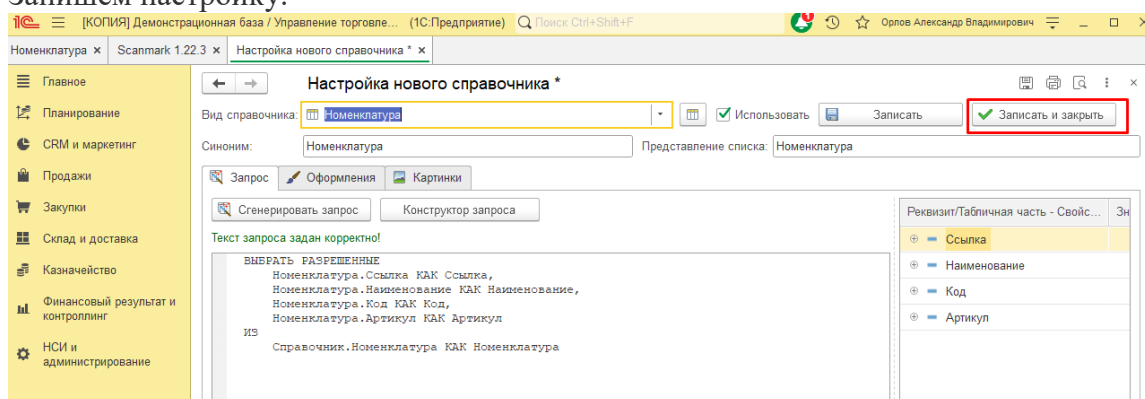 Запишем настройку.
[КОПИЯ] Демонстрационная база / Управление торговле... (1С:Предприятие) Поиск Ctrl+Shift+F Орлов Александр Владимирович
Номенклатура × Scanmark 1.22.3 × Настройка нового справочника * ×
Главное
Планирование
CRM и маркетинг
Продажи
Закупки
Склад и доставка
Казначейство
Финансовый результат и
контроллинг
НСИ и
администрирование
Настройка нового справочника *
Вид справочника: Номенклатура Использовать Записать Записать и закрыть
Синоним: Номенклатура Представление списка: Номенклатура
Запрос Оформления Картинки
Сгенерировать запрос Конструктор запроса
Текст запроса задан корректно!
ВЫБРАТЬ РАЗРЕШЕННЫЕ
Номенклатура.Ссылка КАК Ссылка,
Номенклатура.Наименование КАК Наименование,
Номенклатура.Код КАК Код,
Номенклатура.Артикул КАК Артикул
ИЗ
Справочник.Номенклатура КАК Номенклатура
Реквизит/Табличная часть - Свойс... Зн
Ссылка
Наименование
Код
Артикул